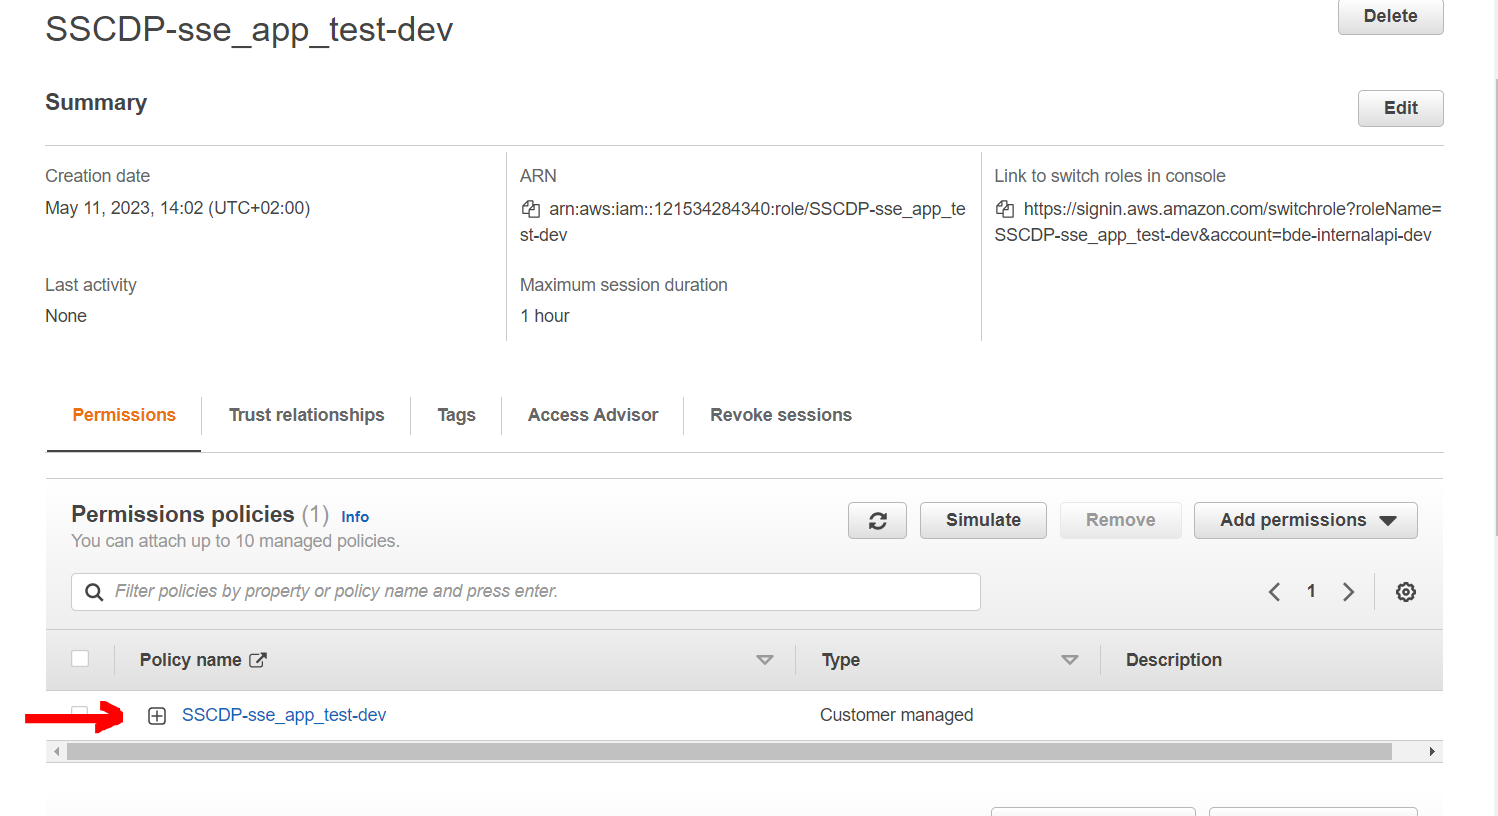 SSCDP-sse_app_test-dev
Delete
Summary
Edit
Creation date
May 11, 2023, 14:02 (UTC+02:00)
ARN
arn:aws:iam::121534284340:role/SSCDP-sse_app_te
st-dev
Link to switch roles in console
https://signin.aws.amazon.com/switchrole?roleName=
SSCDP-sse_app_test-dev&account=bde-internalapi-dev
Last activity
None
Maximum session duration
1 hour
Permissions
Trust relationships
Tags
Access Advisor
Revoke sessions
Permissions policies (1) Info
You can attach up to 10 managed policies.
Simulate
Remove
Add permissions
Filter policies by property or policy name and press enter.
1
Policy name
Type
Description
SSCDP-sse_app_test-dev
Customer managed